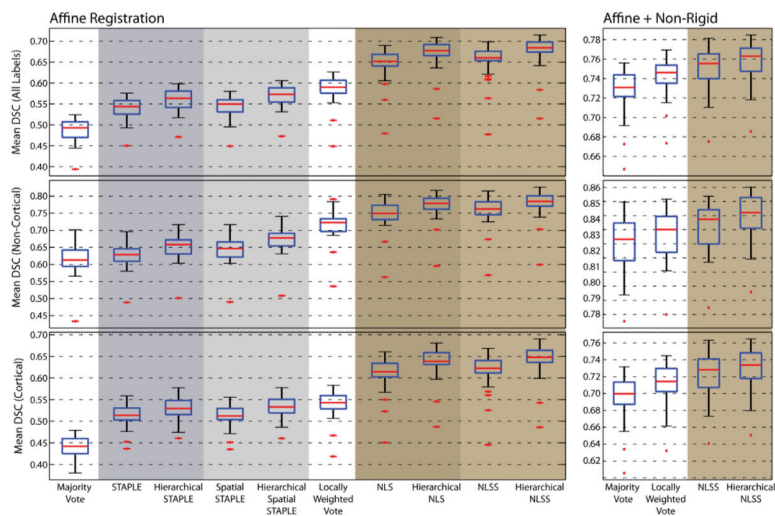 Affine Registration
Affine + Non-Rigid
Mean DSC (All Labels)
0.70
0.65
0.60
0.55
0.50
0.45
0.40
0.78
0.76
0.74
0.72
0.70
0.68
0.66
Mean DSC (Non-Cortical)
0.80
0.75
0.70
0.65
0.60
0.55
0.50
0.45
0.86
0.85
0.84
0.83
0.82
0.81
0.80
0.79
0.78
Mean DSC (Cortical)
0.70
0.65
0.60
0.55
0.50
0.45
0.40
0.76
0.74
0.72
0.70
0.68
0.66
0.64
0.62
Majority
Vote
STAPLE
Hierarchical
STAPLE
Spatial
STAPLE
Hierarchical
Spatial
STAPLE
Locally
Weighted
Vote
NLS
Hierarchical
NLS
NLSS
Hierarchical
NLSS
Majority
Vote
Locally
Weighted
Vote
NLSS
Hierarchical
NLSS